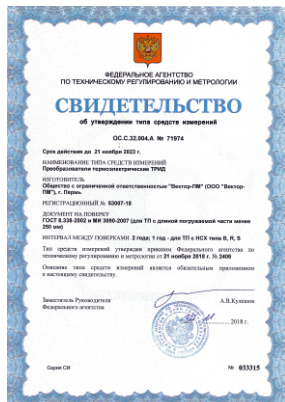 ФЕДЕРАЛЬНОЕ АГЕНТСТВО
ПО ТЕХНИЧЕСКОМУ РЕГУЛИРОВАНИЮ И МЕТРОЛОГИИ
СВИДЕТЕЛЬСТВО
об утверждении типа средств измерений
OC.C.32.004.A № 71974
Срок действия до 21 ноября 2023 г.
НАИМЕНОВАНИЕ ТИПА СРЕДСТВ ИЗМЕРЕНИЙ
Преобразователи термоэлектрические ТРИД
ИЗГОТОВИТЕЛЬ
Общество с ограниченной ответственностью "Вектор-ПМ" (ООО "Вектор-
ПМ"), г. Пермь
РЕГИСТРАЦИОННЫЙ № 53007-18
ДОКУМЕНТ НА ПОВЕРКУ
ГОСТ 8.338-2002 и МИ 3090-2007 (для ТП с длиной погружаемой части менее
250 мм)
ИНТЕРВАЛ МЕЖДУ ПОВЕРКАМИ 2 года; 1 год - для ТП с НСХ типа B, R, S
Тип средств измерений утвержден приказом Федерального агентства по
техническому регулированию и метрологии от 21 ноября 2018 г. № 2406
Описание типа средств измерений является обязательным приложением
к настоящему свидетельству.
Заместитель Руководителя
Федерального агентства
А.В.Кулешов
2018 г.
Серия СИ
№ 033315